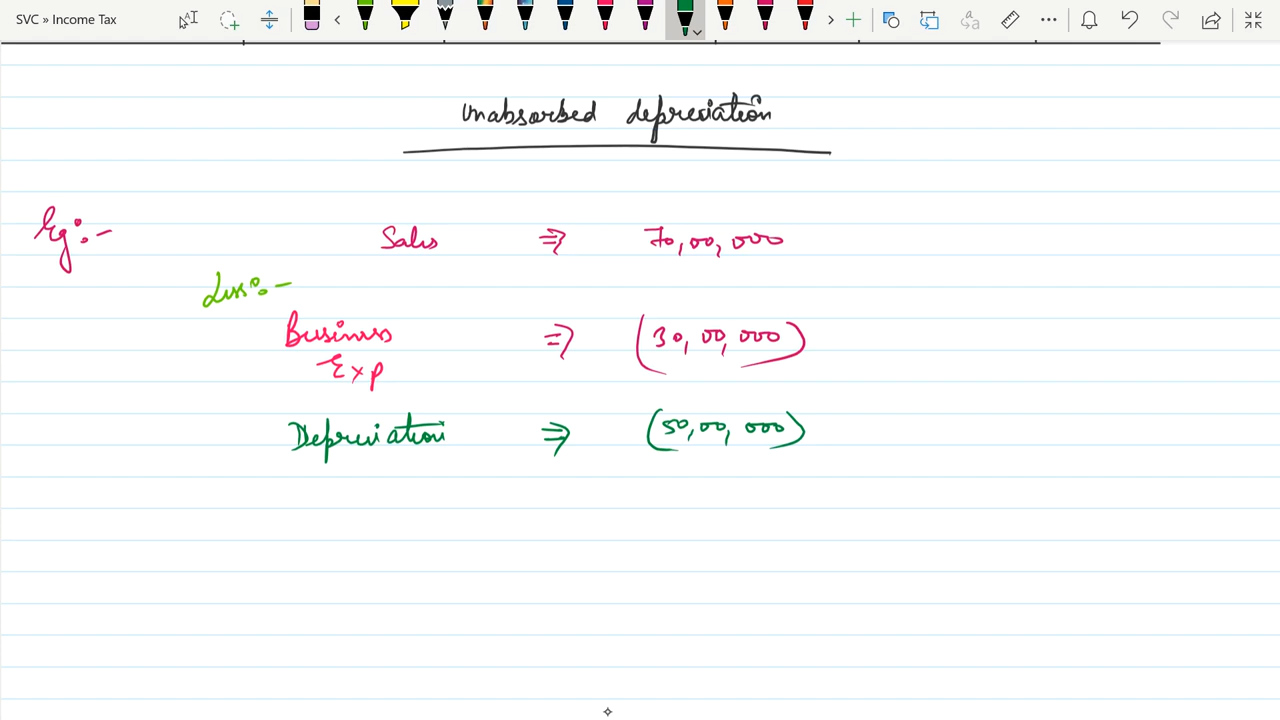 SVC » Income Tax
Unabsorbed depreciation
Eg:-
Sales ⇒ 70,00,000
Less:-
Business ⇒ (30,00,000)
Exp
Depreciation ⇒ (50,00,000)